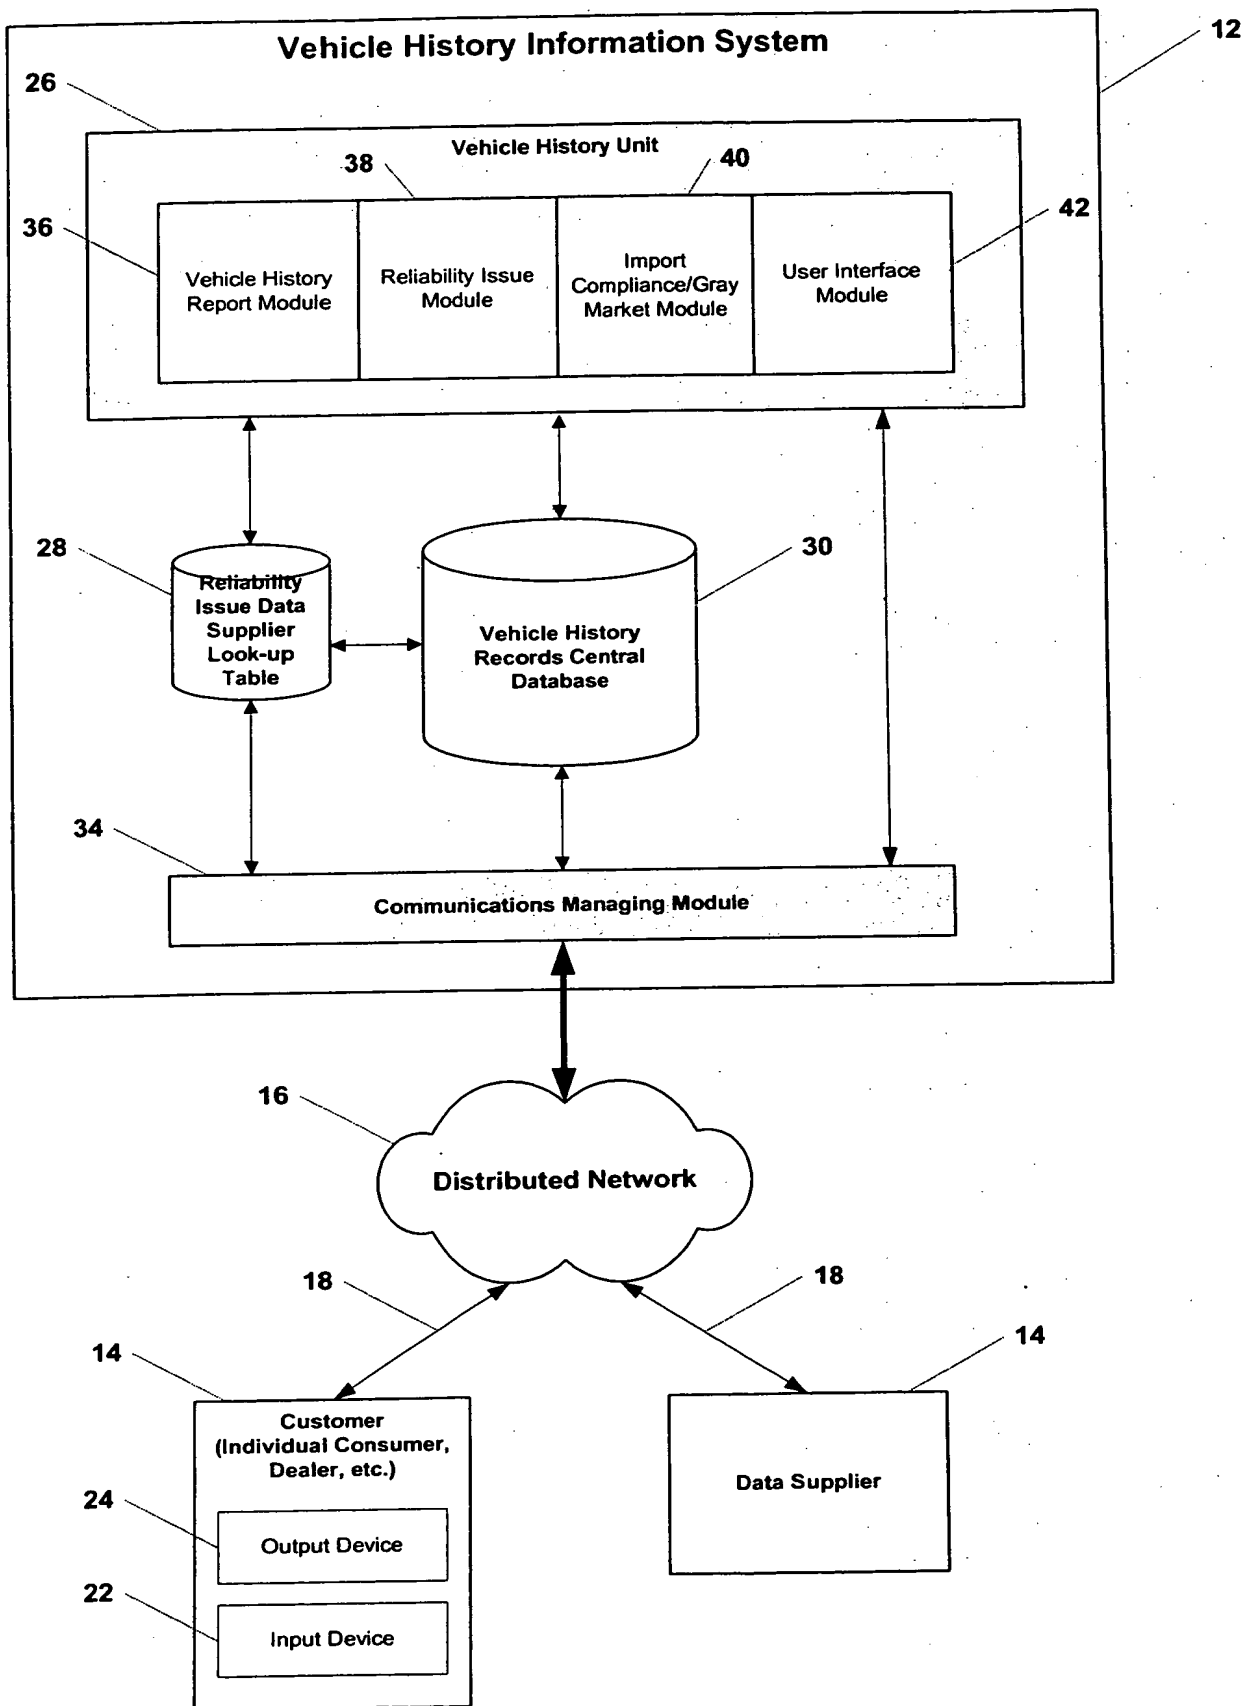 Vehicle History Information System
12
26
Vehicle History Unit
38
40
36
42
Vehicle History
Report Module
Reliability Issue
Module
Import
Compliance/Gray
Market Module
User Interface
Module
28
Reliability
Issue Data
Supplier
Look-up
Table
30
Vehicle History
Records Central
Database
34
Communications Managing Module
16
Distributed Network
18
18
14
14
Customer
(Individual Consumer,
Dealer, etc.)
Data Supplier
24
Output Device
22
Input Device